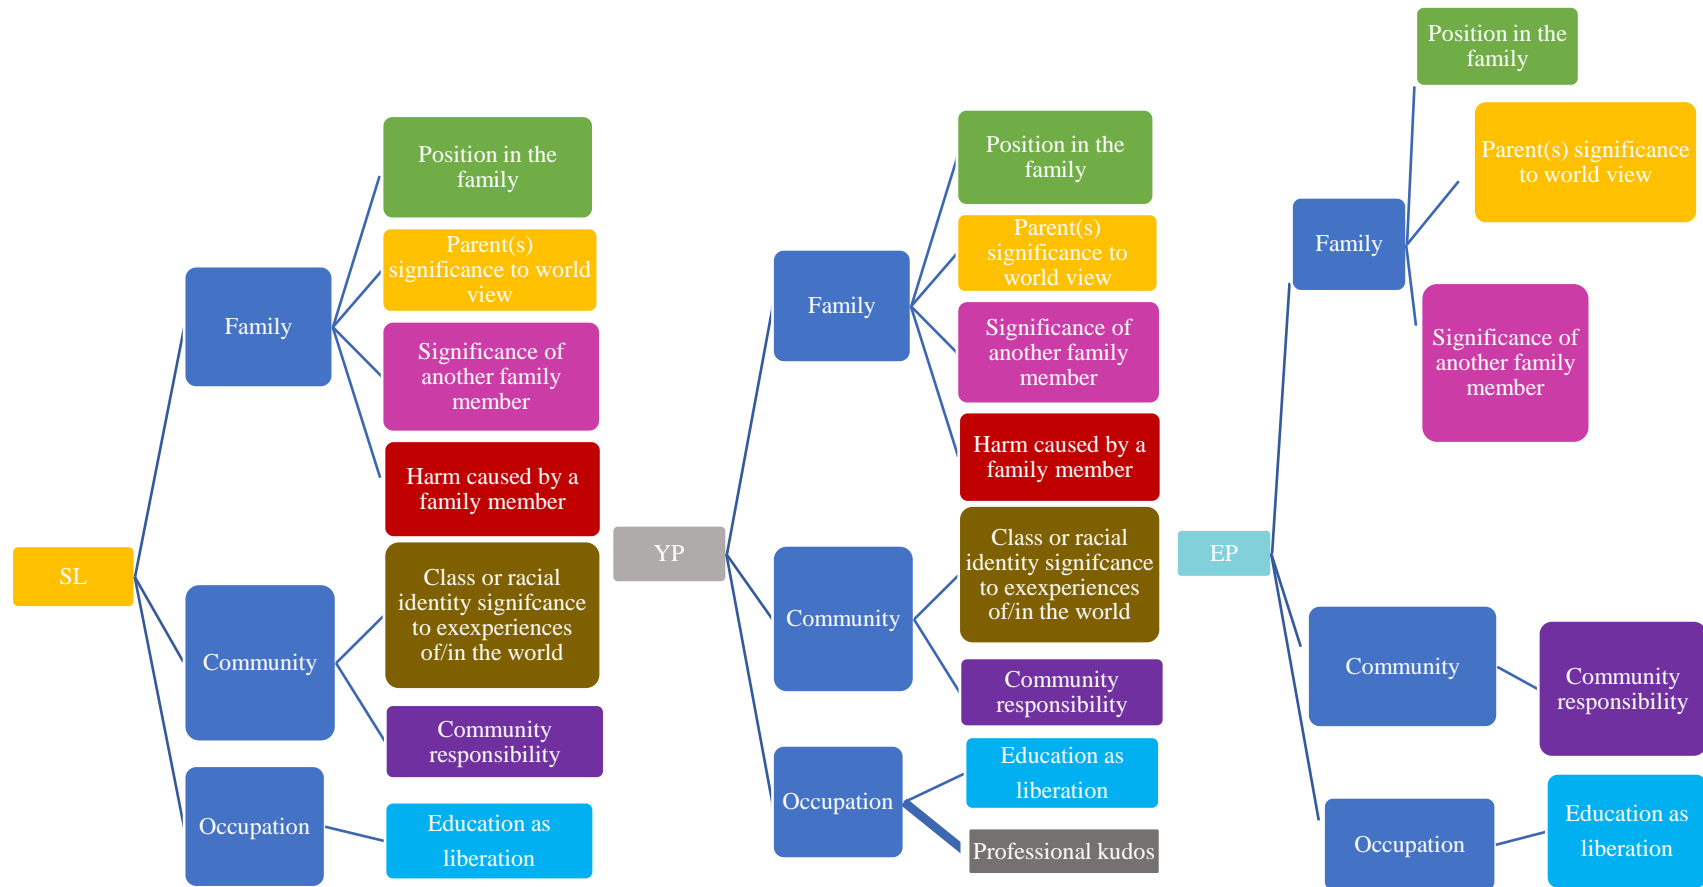 SL
Family
Position in the
family
Parent(s)
significance to world
view
Significance of
another family
member
Harm caused by a
family member
Community
Class or racial
identity signifcance
to exexperiences
of/in the world
Community
responsibility
Occupation
Education as
liberation
YP
Family
Position in the
family
Parent(s)
significance to
world view
Significance of
another family
member
Harm caused by a
family member
Community
Class or racial
identity signifcance
to exexperiences
of/in the world
Community
responsibility
Occupation
Education as
liberation
Professional kudos
EP
Family
Position in the
family
Parent(s) significance
to world view
Significance of
another family
member
Community
Community
responsibility
Occupation
Education as
liberation